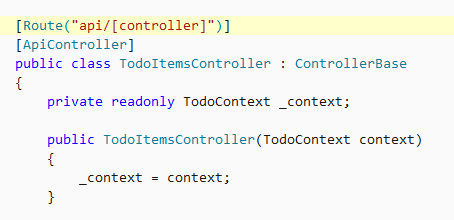 [Route("api/[controller]")]
[ApiController]
public class TodoItemsController : ControllerBase
{
    private readonly TodoContext _context;

    public TodoItemsController(TodoContext context)
    {
        _context = context;
    }